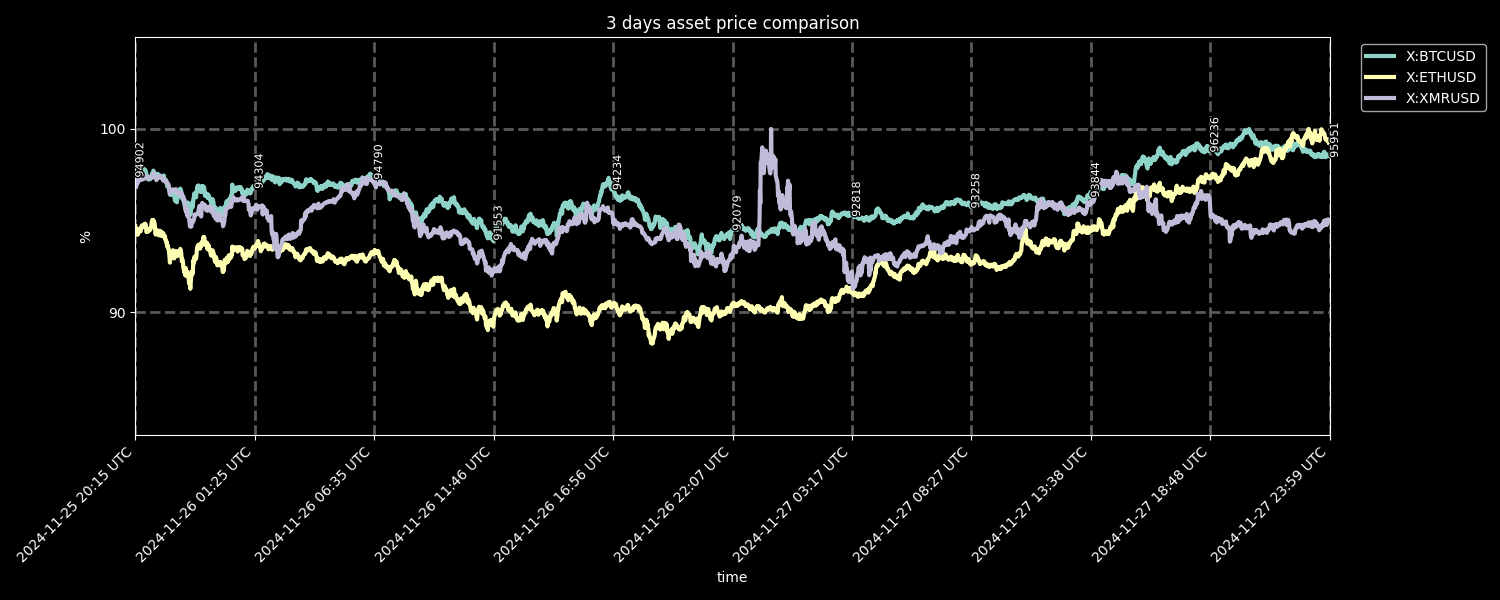 3 days asset price comparison
X:BTCUSD
X:ETHUSD
X:XMRUSD
100
90
%
94902
94304
94790
91553
94234
92079
92818
93258
93844
96236
95951
2024-11-25 20:15 UTC
2024-11-26 01:25 UTC
2024-11-26 06:35 UTC
2024-11-26 11:46 UTC
2024-11-26 16:56 UTC
2024-11-26 22:07 UTC
2024-11-27 03:17 UTC
2024-11-27 08:27 UTC
2024-11-27 13:38 UTC
2024-11-27 18:48 UTC
2024-11-27 23:59 UTC
time